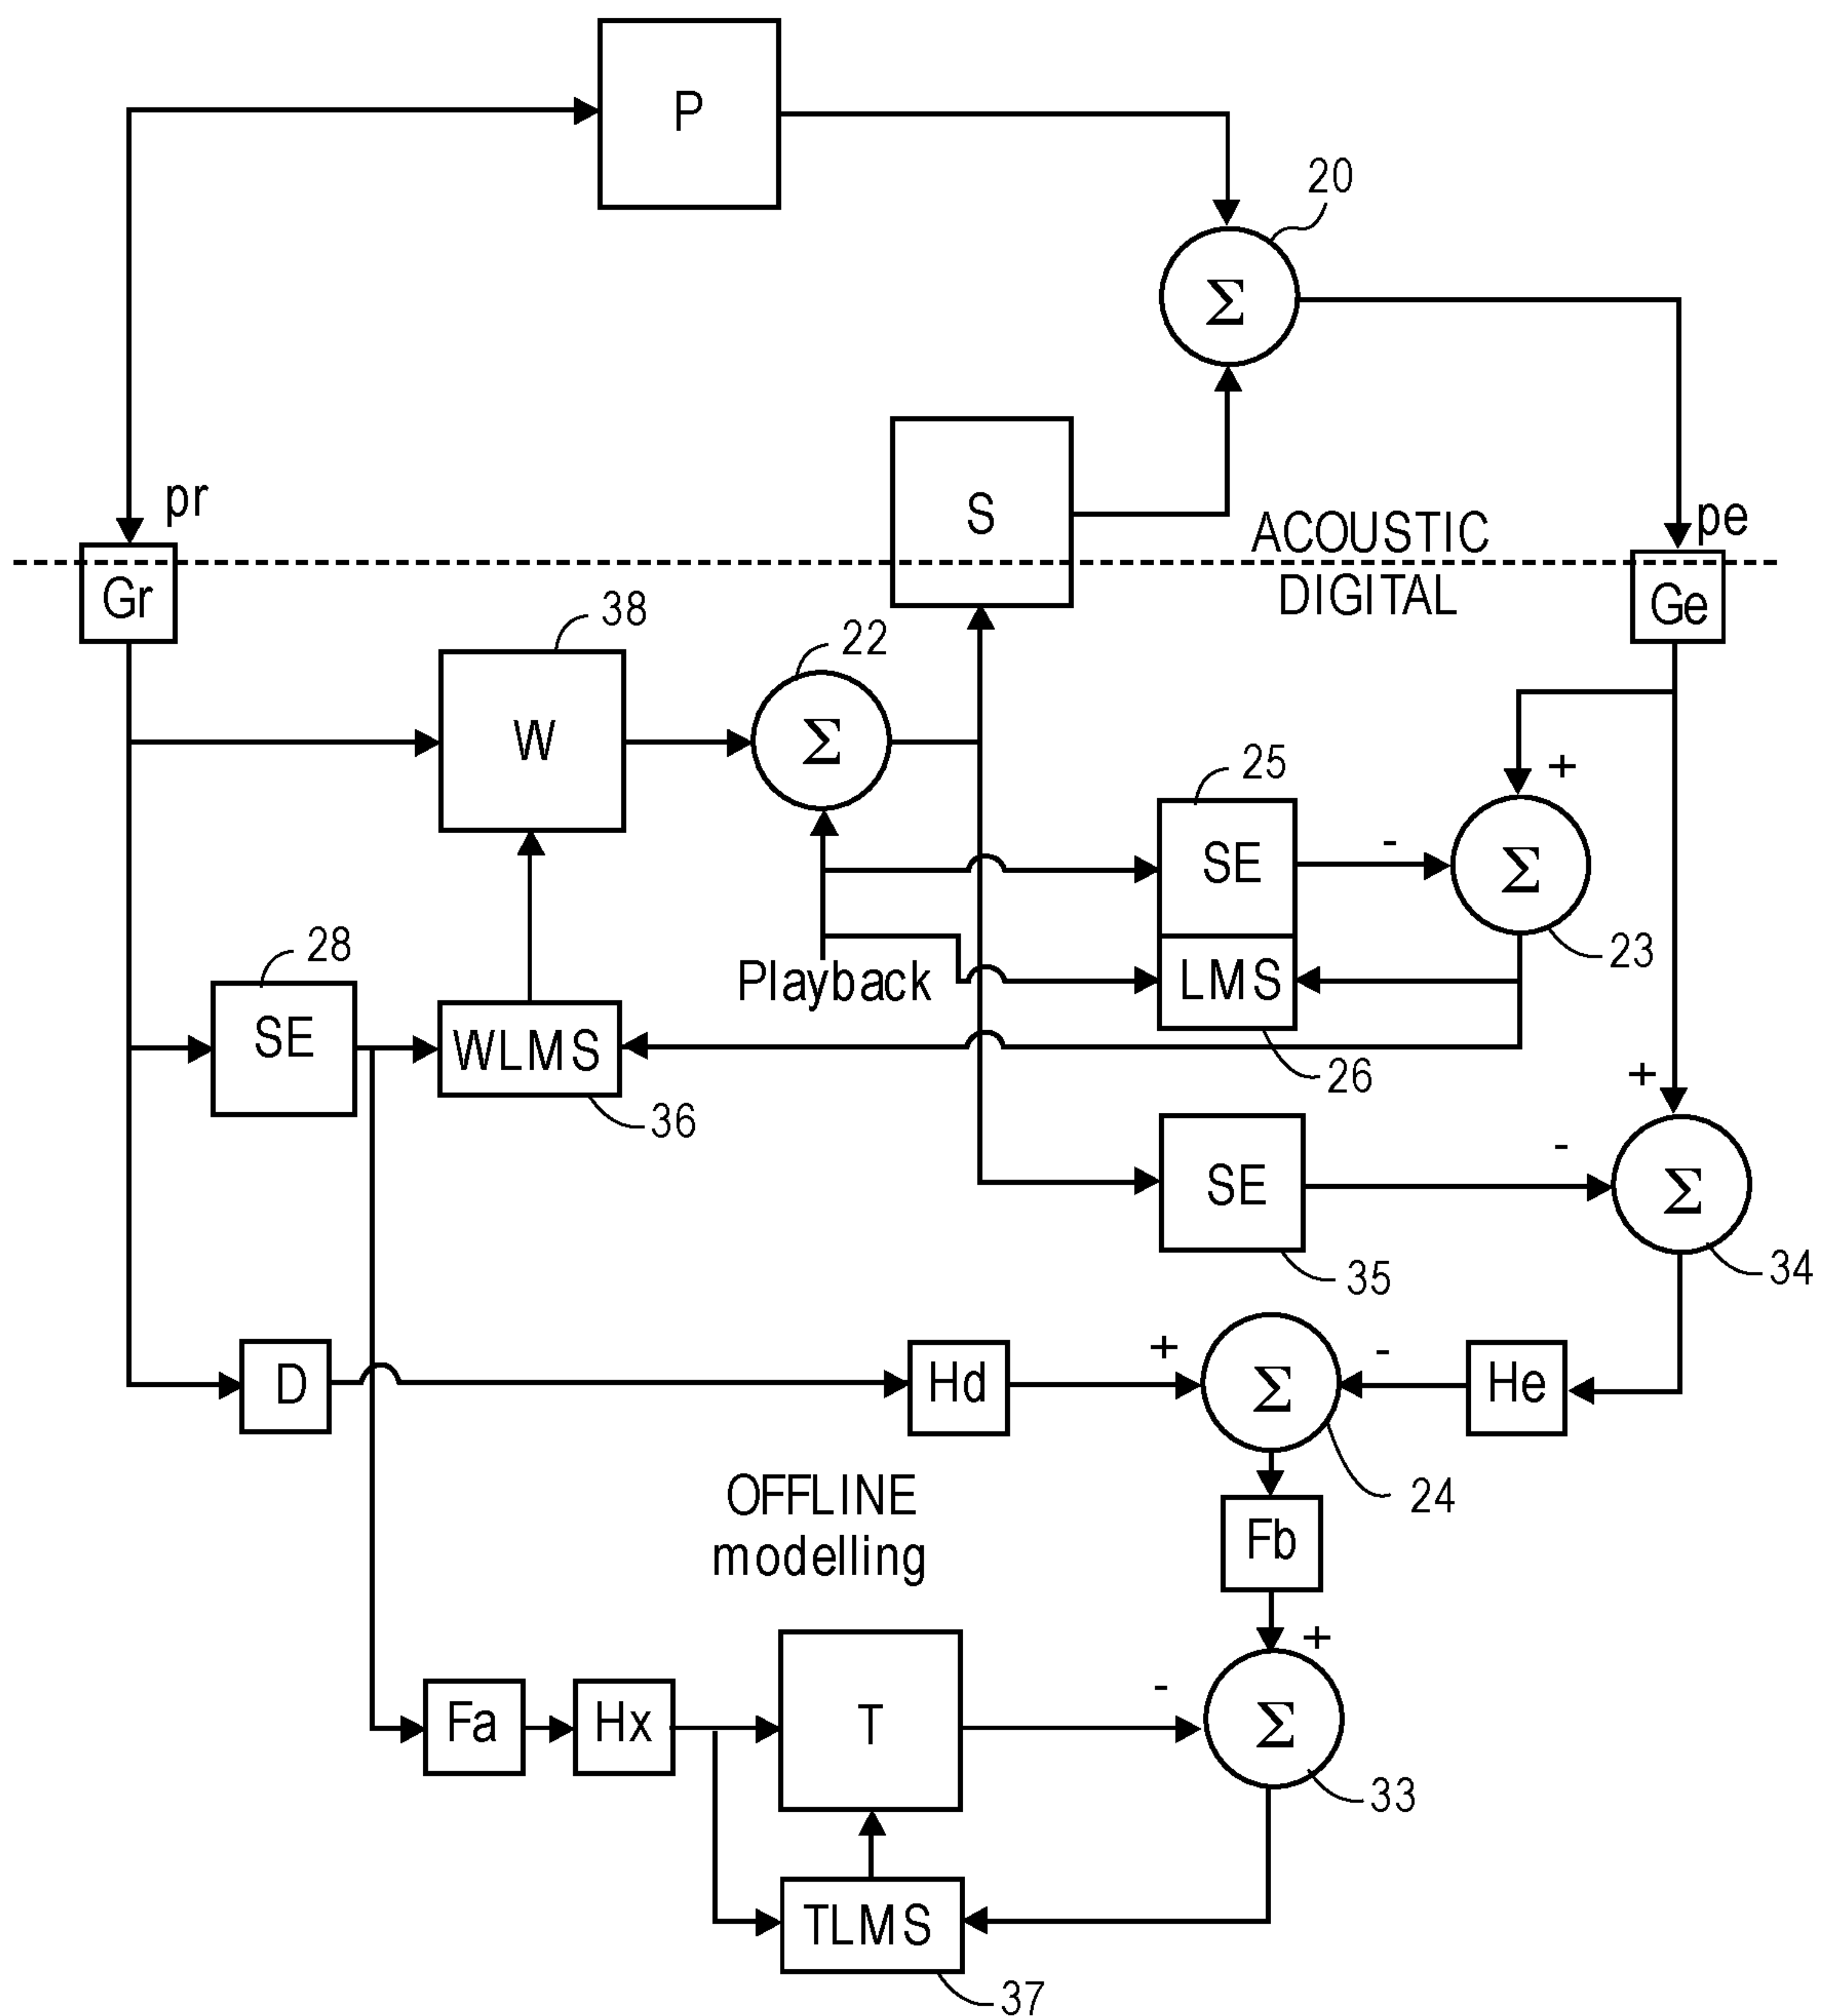 P
20
Σ
pr
S
pe
ACOUSTIC
DIGITAL
Gr
Ge
38
22
W
Σ
25
+
SE
-
Σ
28
Playback
LMS
23
SE
WLMS
26
+
36
SE
-
Σ
35
34
D
Hd
+
Σ
-
He
OFFLINE
modelling
24
Fb
+
Fa
Hx
T
-
Σ
33
TLMS
37